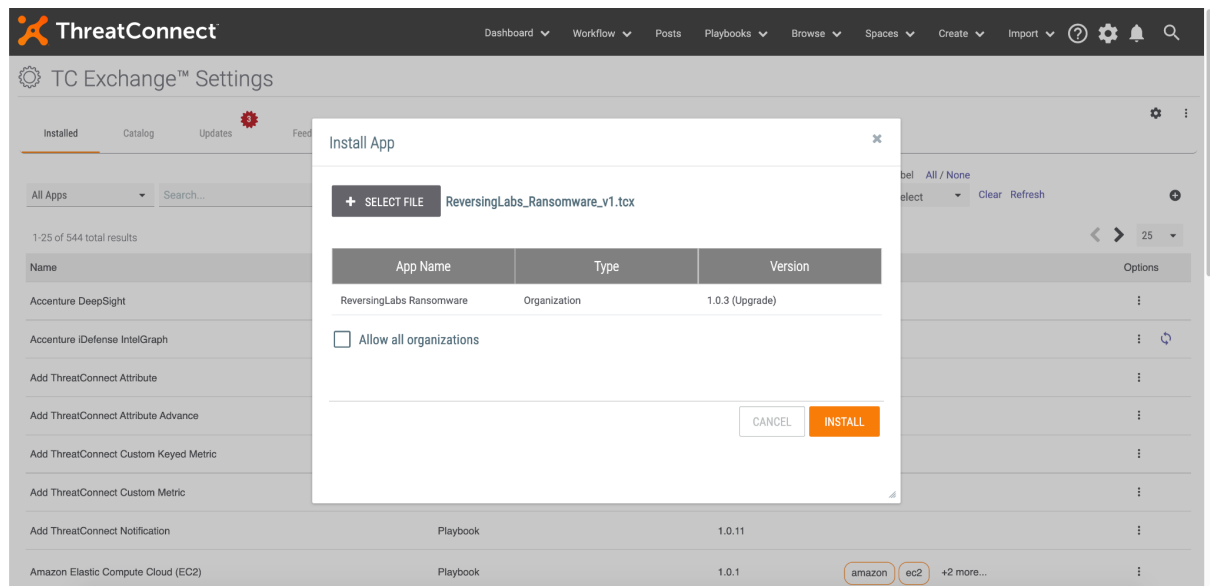 ThreatConnect
Dashboard Workflow Posts Playbooks Browse Spaces Create Import
TC Exchange™ Settings
Installed Catalog Updates 3 Feed
All Apps Search...
bel All / None
elect Clear Refresh
1-25 of 544 total results
25
Name Options
Accenture DeepSight
Accenture iDefense IntelGraph
Add ThreatConnect Attribute
Add ThreatConnect Attribute Advance
Add ThreatConnect Custom Keyed Metric
Add ThreatConnect Custom Metric
Add ThreatConnect Notification Playbook 1.0.11
Amazon Elastic Compute Cloud (EC2) Playbook 1.0.1 amazon ec2 +2 more...
Install App
+ SELECT FILE ReversingLabs_Ransomware_v1.tcx
App Name Type Version
ReversingLabs Ransomware Organization 1.0.3 (Upgrade)
Allow all organizations
CANCEL INSTALL